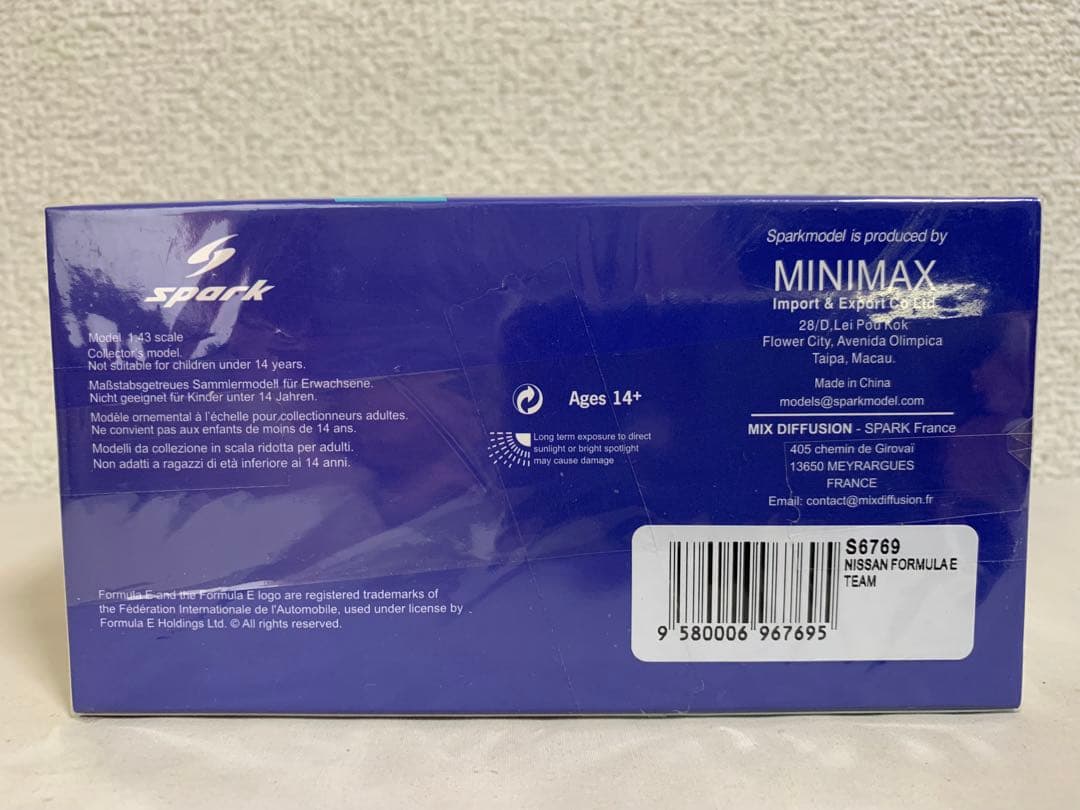 spark
Model 1:43 scale
Collector's model.
Not suitable for children under 14 years.
Maßstabsgetreues Sammlermodell für Erwachsene.
Nicht geeignet für Kinder unter 14 Jahren.
Modèle ornemental à l'échelle pour collectionneurs adultes.
Ne convient pas aux enfants de moins de 14 ans.
Modelli da collezione in scala ridotta per adulti.
Non adatti a ragazzi di età inferiore ai 14 anni.
Formula E and the Formula E logo are registered trademarks of
the Fédération Internationale de l'Automobile, used under license by
Formula E Holdings Ltd. © All rights reserved.
Ages 14+
Long term exposure to direct
sunlight or bright spotlight
may cause damage
Sparkmodel is produced by
MINIMAX
Import & Export Co Ltd
28/D,Lei Pou Kok
Flower City, Avenida Olimpica
Taipa, Macau.
Made in China
models@sparkmodel.com
MIX DIFFUSION - SPARK France
405 chemin de Girovaï
13650 MEYRARGUES
FRANCE
Email: contact@mixdiffusion.fr
S6769
NISSAN FORMULA E
TEAM
9 580006 967695